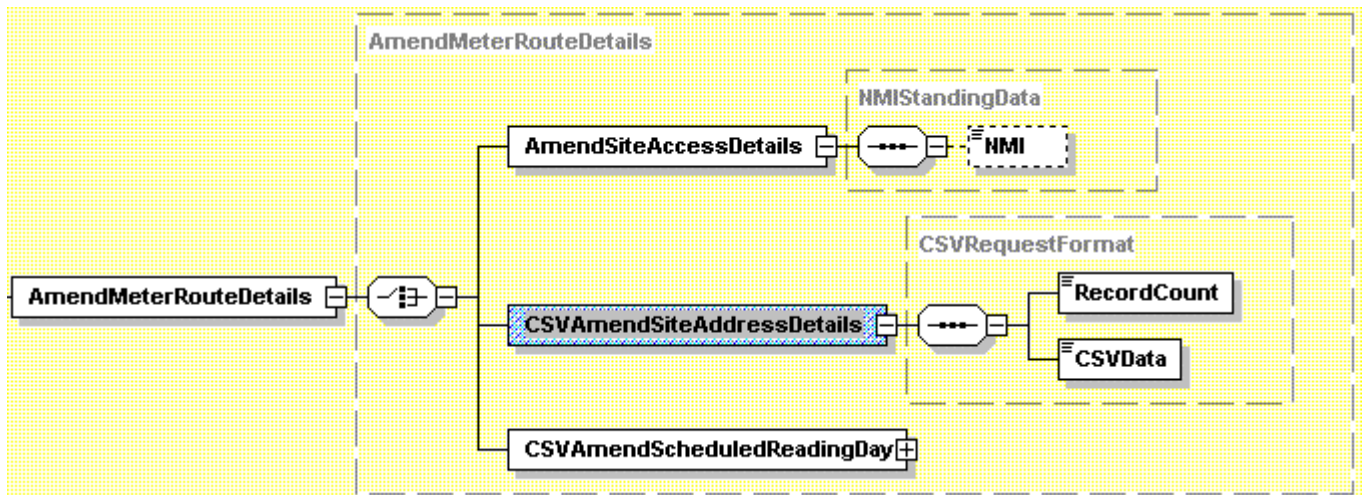 AmendMeterRouteDetails
NMIStandingData
AmendSiteAccessDetails
NMI
CSVRequestFormat
RecordCount
AmendMeterRouteDetails
CSVAmendSiteAddressDetails
CSVData
CSVAmendScheduledReadingDay